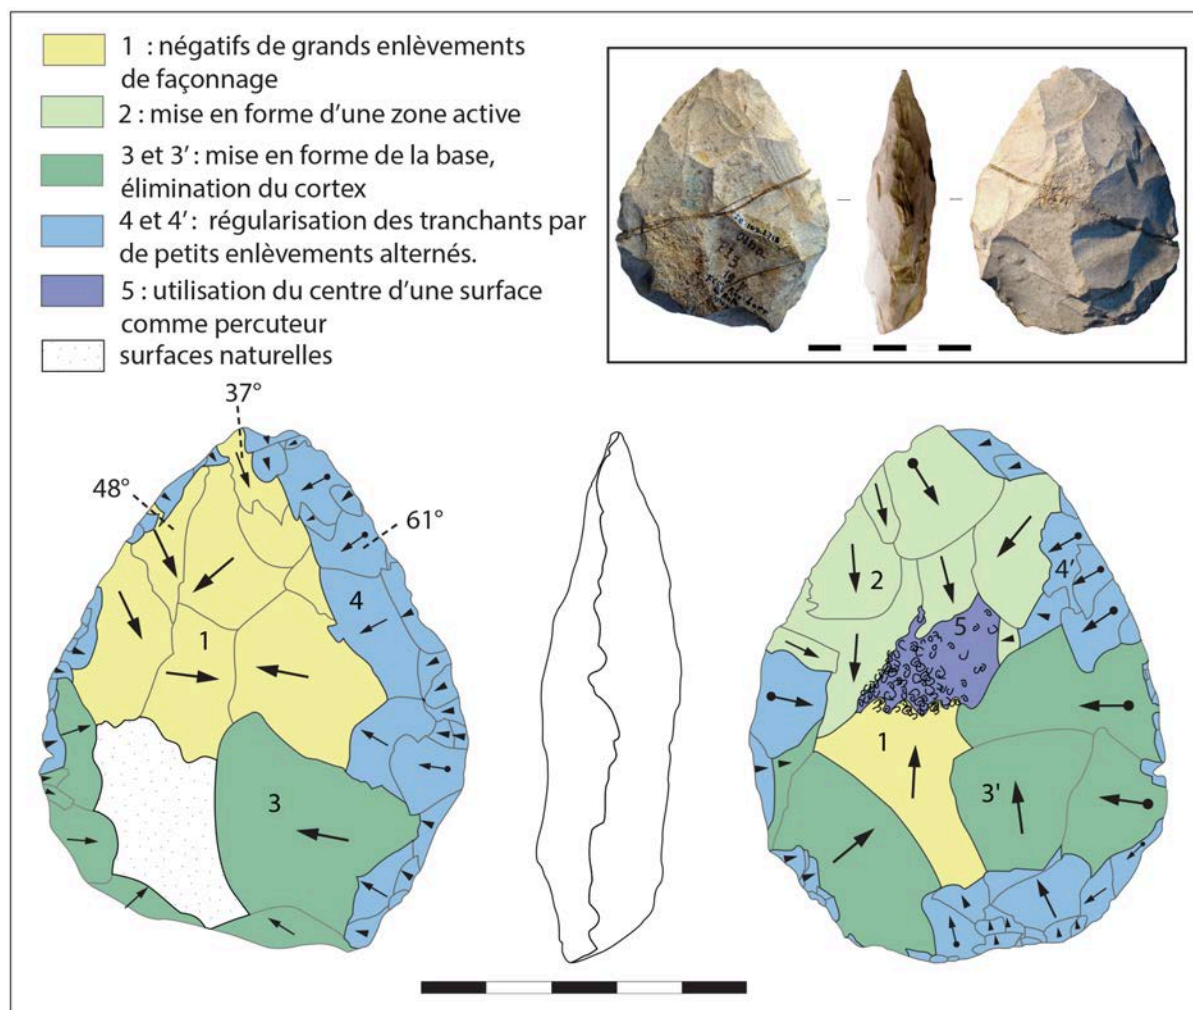 1 : négatifs de grands enlèvements
de façonnage
2 : mise en forme d’une zone active
3 et 3’ : mise en forme de la base,
élimination du cortex
4 et 4’ : régularisation des tranchants par
de petits enlèvements alternés.
5 : utilisation du centre d’une surface
comme percuteur
surfaces naturelles
37°
48°
61°
1
4
3
2
5
4'
1
3'